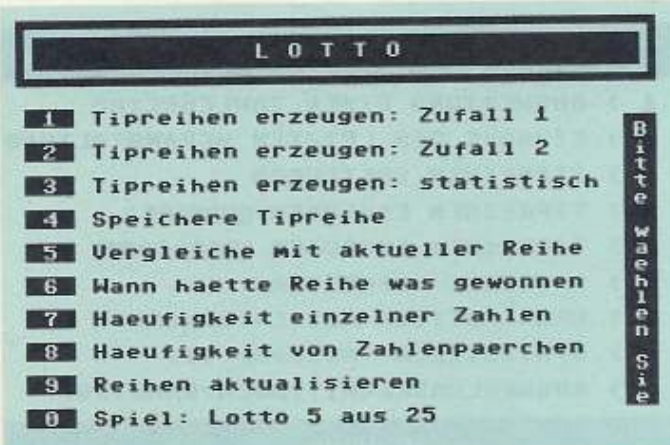 L O T T O
1 Tipreihen erzeugen: Zufall 1
2 Tipreihen erzeugen: Zufall 2
3 Tipreihen erzeugen: statistisch
4 Speichere Tipreihe
5 Vergleiche mit aktueller Reihe
6 Wann haette Reihe was gewonnen
7 Haeufigkeit einzelner Zahlen
8 Haeufigkeit von Zahlenpaerchen
9 Reihen aktualisieren
0 Spiel: Lotto 5 aus 25
Bitte waehlen Sie